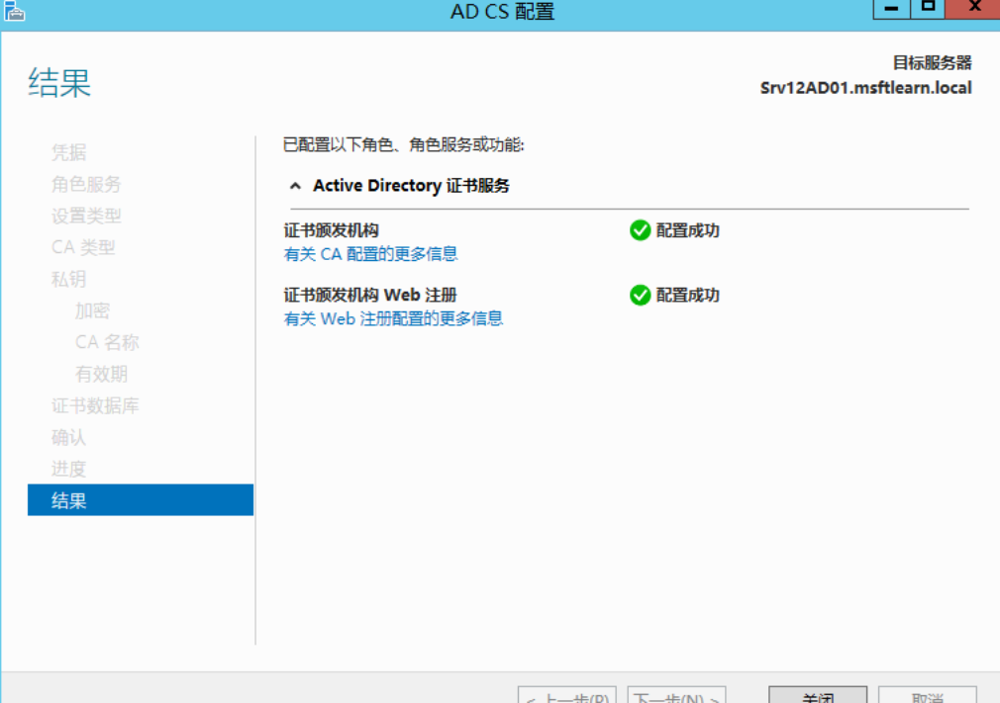 AD CS 配置
结果
目标服务器
Srv12AD01.msftlearn.local
凭据
角色服务
设置类型
CA 类型
私钥
加密
CA 名称
有效期
证书数据库
确认
进度
结果
已配置以下角色、角色服务或功能:
Active Directory 证书服务
证书颁发机构 配置成功
有关 CA 配置的更多信息
证书颁发机构 Web 注册 配置成功
有关 Web 注册配置的更多信息
< 上一步(P) 下一步(N) > 关闭 取消